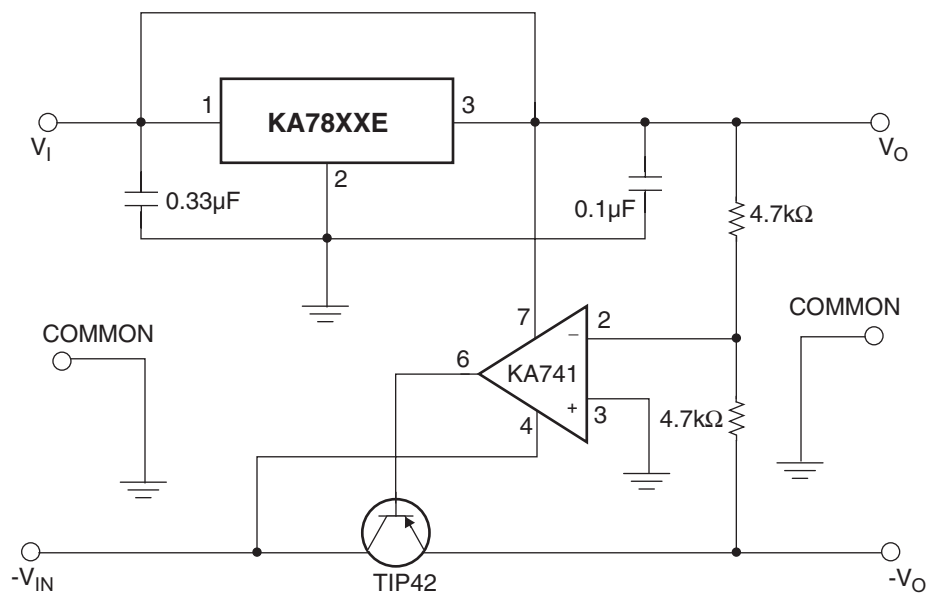 1
KA78XXE
3
V_I
V_O
2
0.33µF
0.1µF
4.7kΩ
COMMON
COMMON
7
2
−
6
KA741
+
3
4
4.7kΩ
-V_IN
TIP42
-V_O